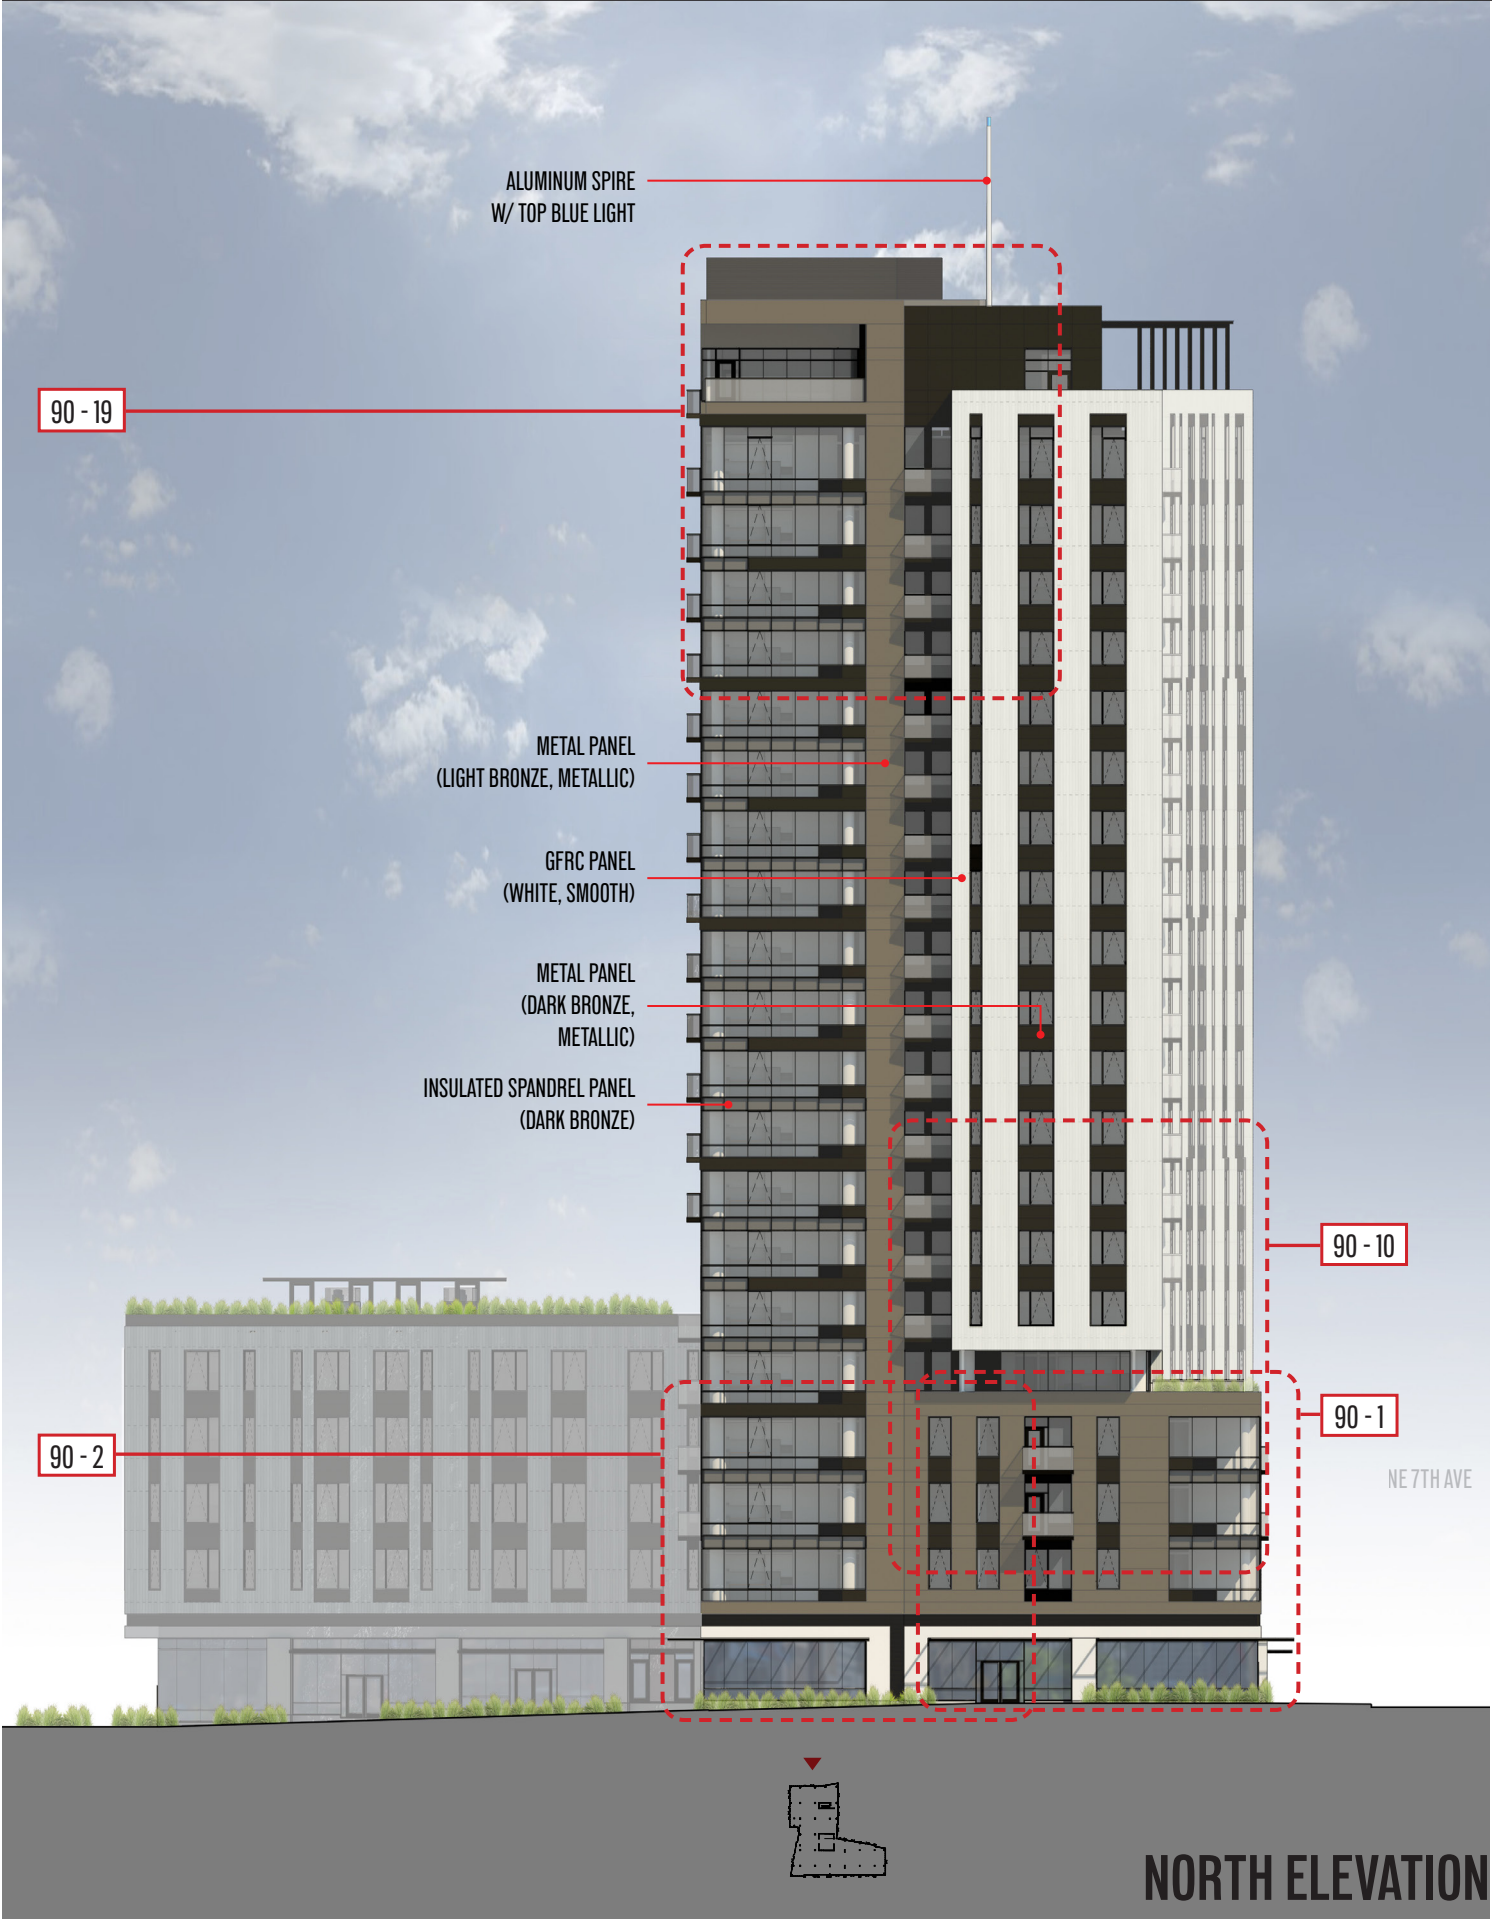 ALUMINUM SPIRE
W/ TOP BLUE LIGHT
90 - 19
METAL PANEL
(LIGHT BRONZE, METALLIC)
GFRC PANEL
(WHITE, SMOOTH)
METAL PANEL
(DARK BRONZE,
METALLIC)
INSULATED SPANDREL PANEL
(DARK BRONZE)
90 - 10
90 - 1
90 - 2
NE 7TH AVE
NORTH ELEVATION